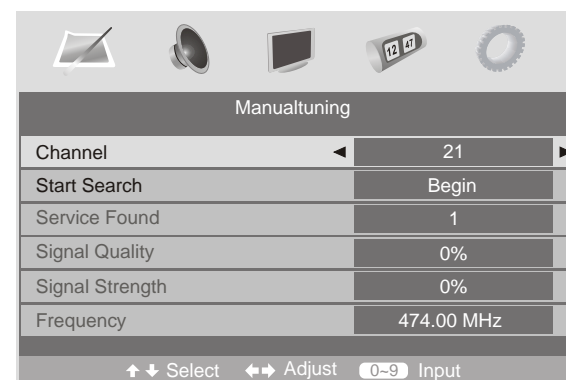 12 47
Manualtuning
Channel ◄ 21 ►
Start Search Begin
Service Found 1
Signal Quality 0%
Signal Strength 0%
Frequency 474.00 MHz
Select Adjust 0~9 Input